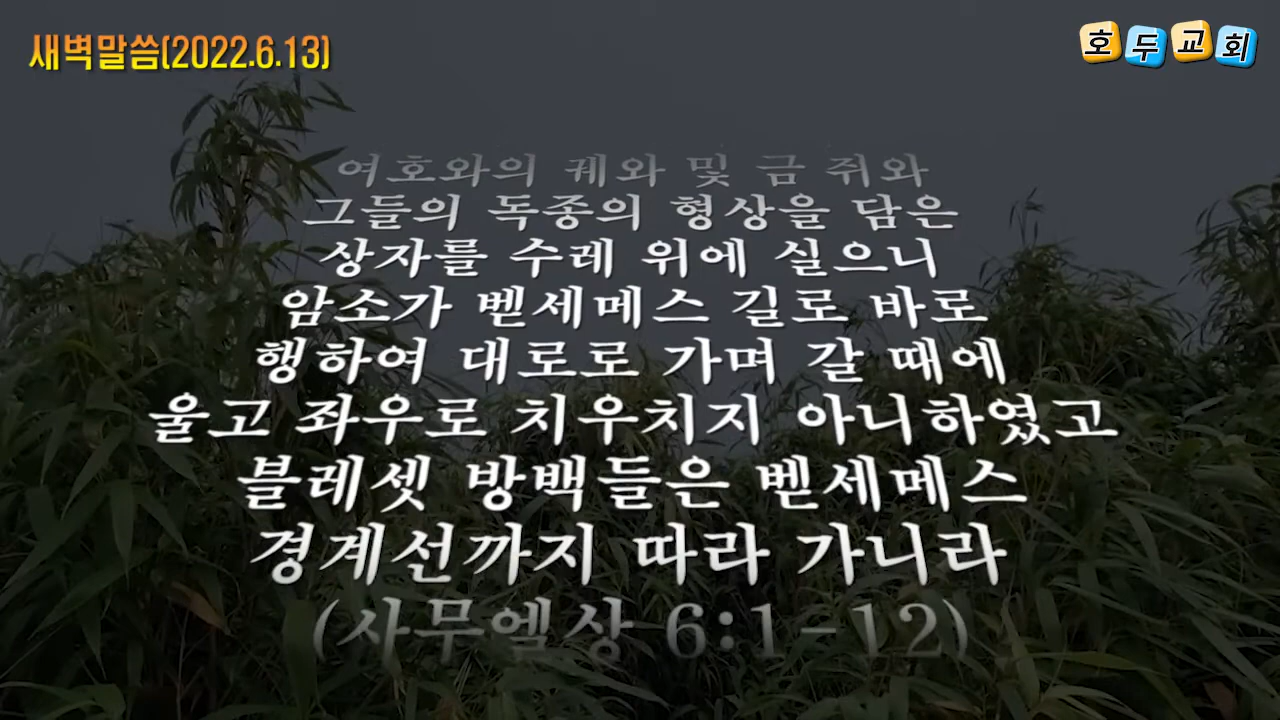 새벽말씀(2022.6.13)
호두교회
여호와의 궤와 및 금 쥐와
그들의 독종의 형상을 담은
상자를 수레 위에 실으니
암소가 벧세메스 길로 바로
행하여 대로로 가며 갈 때에
울고 좌우로 치우치지 아니하였고
블레셋 방백들은 벧세메스
경계선까지 따라 가니라
(사무엘상 6:1-12)